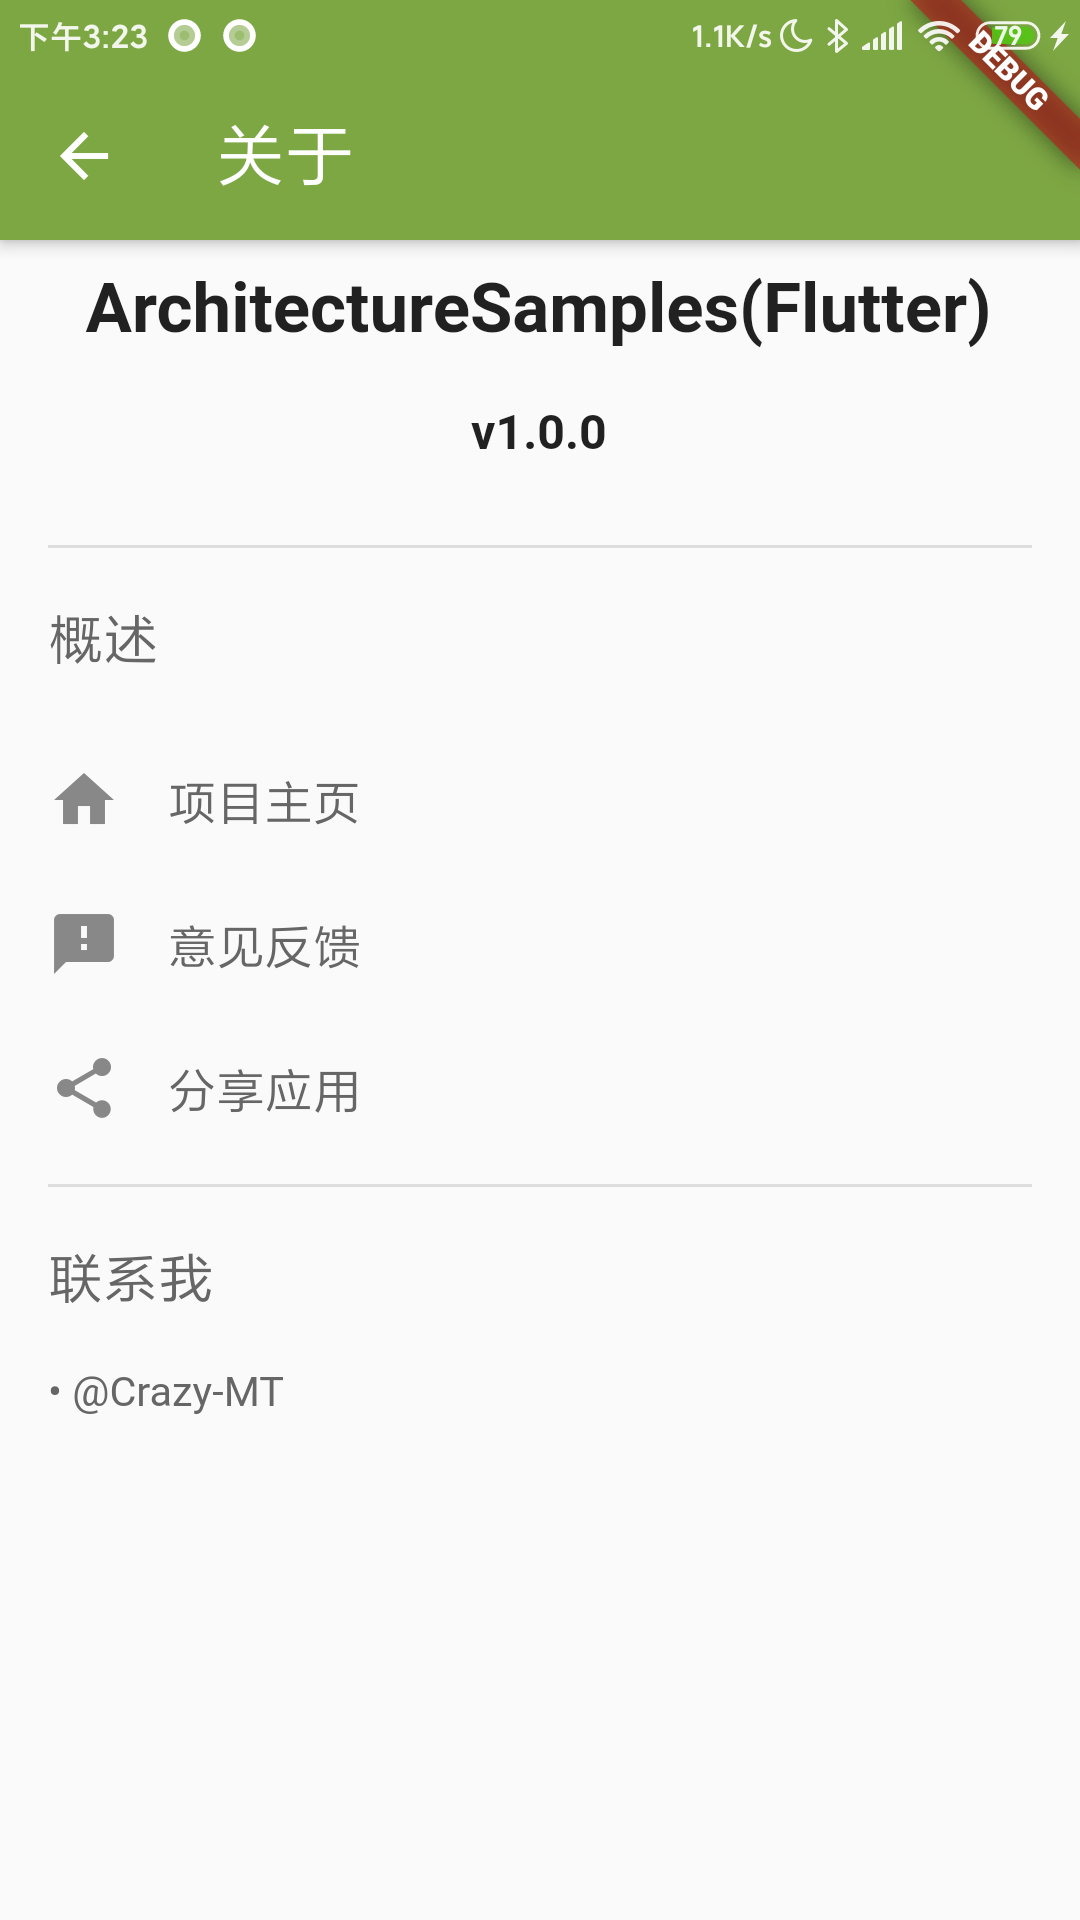 下午3:23 1.1K/s 79
DEBUG
关于
ArchitectureSamples(Flutter)
v1.0.0
概述
项目主页
意见反馈
分享应用
联系我
• @Crazy-MT